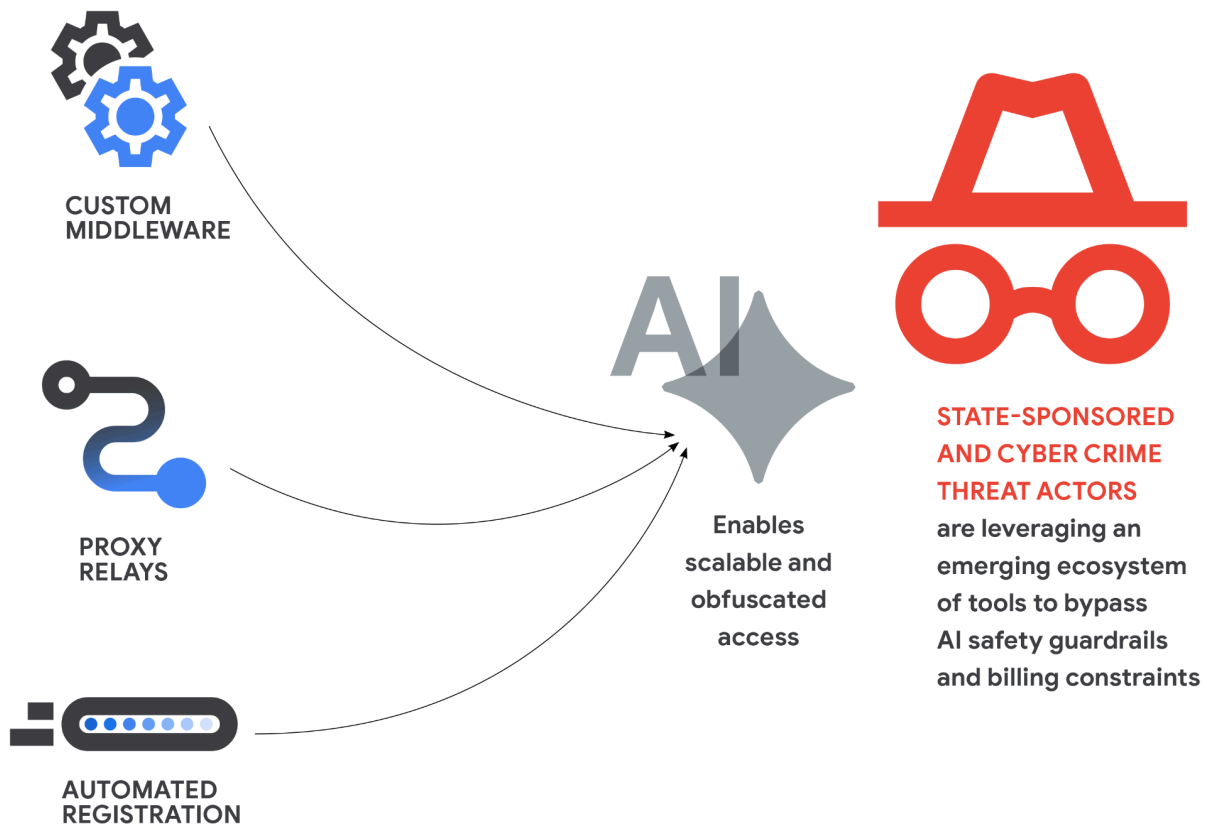 CUSTOM
MIDDLEWARE
PROXY
RELAYS
AUTOMATED
REGISTRATION
AI
Enables
scalable and
obfuscated
access
STATE-SPONSORED
AND CYBER CRIME
THREAT ACTORS
are leveraging an
emerging ecosystem
of tools to bypass
AI safety guardrails
and billing constraints